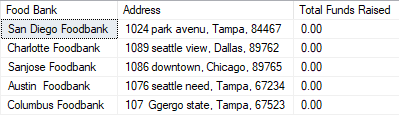 Food Bank Address Total Funds Raised
San Diego Foodbank 1024 park avenu, Tampa, 84467 0.00
Charlotte Foodbank 1089 seattle view, Dallas, 89762 0.00
Sanjose Foodbank 1086 downtown, Chicago, 89765 0.00
Austin  Foodbank 1076 seattle need, Tampa, 67234 0.00
Columbus Foodbank 107  Ggergo state, Tampa, 67523 0.00